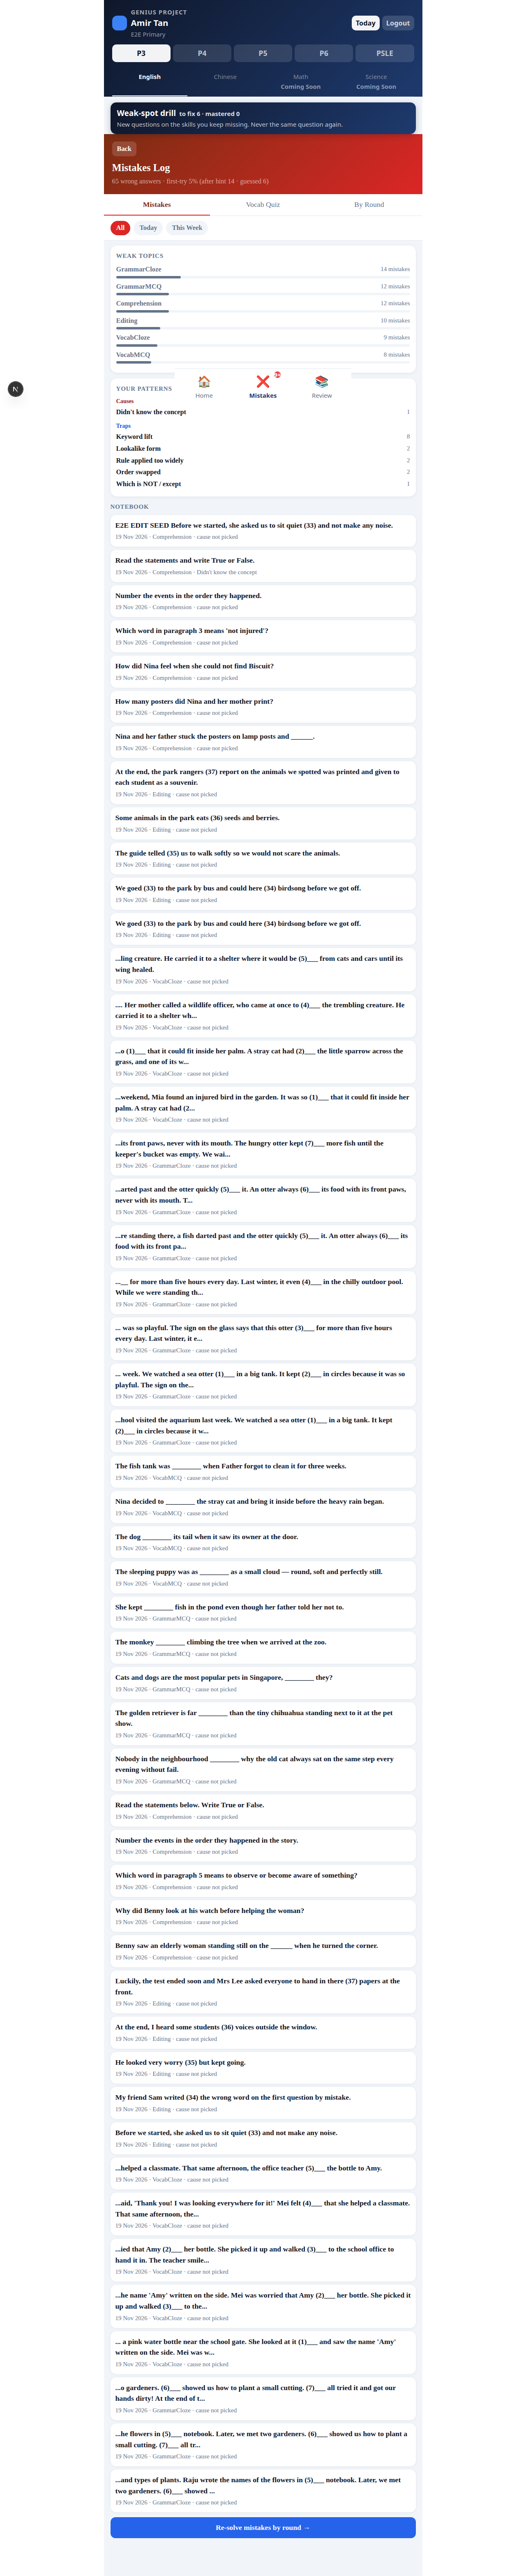 GENIUS PROJECT
Amir Tan
E2E Primary
Today
Logout
P3
P4
P5
P6
PSLE
English
Chinese
Math
Coming Soon
Science
Coming Soon
Weak-spot drill to fix 6 · mastered 0
New questions on the skills you keep missing. Never the same question again.
Back
Mistakes Log
65 wrong answers · first-try 5% (after hint 14 · guessed 6)
Mistakes
Vocab Quiz
By Round
All
Today
This Week
WEAK TOPICS
GrammarCloze 14 mistakes
GrammarMCQ 12 mistakes
Comprehension 12 mistakes
Editing 10 mistakes
VocabCloze 9 mistakes
VocabMCQ 8 mistakes
Home
Mistakes
9+
Review
N
YOUR PATTERNS
Causes
Didn't know the concept 1
Traps
Keyword lift 8
Lookalike form 2
Rule applied too widely 2
Order swapped 2
Which is NOT / except 1
NOTEBOOK
E2E EDIT SEED Before we started, she asked us to sit quiet (33) and not make any noise.
19 Nov 2026 · Comprehension · cause not picked
Read the statements and write True or False.
19 Nov 2026 · Comprehension · Didn't know the concept
Number the events in the order they happened.
19 Nov 2026 · Comprehension · cause not picked
Which word in paragraph 3 means 'not injured'?
19 Nov 2026 · Comprehension · cause not picked
How did Nina feel when she could not find Biscuit?
19 Nov 2026 · Comprehension · cause not picked
How many posters did Nina and her mother print?
19 Nov 2026 · Comprehension · cause not picked
Nina and her father stuck the posters on lamp posts and ______.
19 Nov 2026 · Comprehension · cause not picked
At the end, the park rangers (37) report on the animals we spotted was printed and given to
each student as a souvenir.
19 Nov 2026 · Editing · cause not picked
Some animals in the park eats (36) seeds and berries.
19 Nov 2026 · Editing · cause not picked
The guide telled (35) us to walk softly so we would not scare the animals.
19 Nov 2026 · Editing · cause not picked
We goed (33) to the park by bus and could here (34) birdsong before we got off.
19 Nov 2026 · Editing · cause not picked
We goed (33) to the park by bus and could here (34) birdsong before we got off.
19 Nov 2026 · Editing · cause not picked
...ling creature. He carried it to a shelter where it would be (5)___ from cats and cars until its
wing healed.
19 Nov 2026 · VocabCloze · cause not picked
.... Her mother called a wildlife officer, who came at once to (4)___ the trembling creature. He
carried it to a shelter wh...
19 Nov 2026 · VocabCloze · cause not picked
...o (1)___ that it could fit inside her palm. A stray cat had (2)___ the little sparrow across the
grass, and one of its w...
19 Nov 2026 · VocabCloze · cause not picked
...weekend, Mia found an injured bird in the garden. It was so (1)___ that it could fit inside her
palm. A stray cat had (2...
19 Nov 2026 · VocabCloze · cause not picked
...its front paws, never with its mouth. The hungry otter kept (7)___ more fish until the
keeper's bucket was empty. We wai...
19 Nov 2026 · GrammarCloze · cause not picked
...arted past and the otter quickly (5)___ it. An otter always (6)___ its food with its front paws,
never with its mouth. T...
19 Nov 2026 · GrammarCloze · cause not picked
...re standing there, a fish darted past and the otter quickly (5)___ it. An otter always (6)___ its
food with its front pa...
19 Nov 2026 · GrammarCloze · cause not picked
...__ for more than five hours every day. Last winter, it even (4)___ in the chilly outdoor pool.
While we were standing th...
19 Nov 2026 · GrammarCloze · cause not picked
... was so playful. The sign on the glass says that this otter (3)___ for more than five hours
every day. Last winter, it e...
19 Nov 2026 · GrammarCloze · cause not picked
... week. We watched a sea otter (1)___ in a big tank. It kept (2)___ in circles because it was so
playful. The sign on the...
19 Nov 2026 · GrammarCloze · cause not picked
...hool visited the aquarium last week. We watched a sea otter (1)___ in a big tank. It kept
(2)___ in circles because it w...
19 Nov 2026 · GrammarCloze · cause not picked
The fish tank was ________ when Father forgot to clean it for three weeks.
19 Nov 2026 · VocabMCQ · cause not picked
Nina decided to ________ the stray cat and bring it inside before the heavy rain began.
19 Nov 2026 · VocabMCQ · cause not picked
The dog ________ its tail when it saw its owner at the door.
19 Nov 2026 · VocabMCQ · cause not picked
The sleeping puppy was as ________ as a small cloud — round, soft and perfectly still.
19 Nov 2026 · VocabMCQ · cause not picked
She kept ________ fish in the pond even though her father told her not to.
19 Nov 2026 · GrammarMCQ · cause not picked
The monkey ________ climbing the tree when we arrived at the zoo.
19 Nov 2026 · GrammarMCQ · cause not picked
Cats and dogs are the most popular pets in Singapore, ________ they?
19 Nov 2026 · GrammarMCQ · cause not picked
The golden retriever is far ________ than the tiny chihuahua standing next to it at the pet
show.
19 Nov 2026 · GrammarMCQ · cause not picked
Nobody in the neighbourhood ________ why the old cat always sat on the same step every
evening without fail.
19 Nov 2026 · GrammarMCQ · cause not picked
Read the statements below. Write True or False.
19 Nov 2026 · Comprehension · cause not picked
Number the events in the order they happened in the story.
19 Nov 2026 · Comprehension · cause not picked
Which word in paragraph 5 means to observe or become aware of something?
19 Nov 2026 · Comprehension · cause not picked
Why did Benny look at his watch before helping the woman?
19 Nov 2026 · Comprehension · cause not picked
Benny saw an elderly woman standing still on the ______ when he turned the corner.
19 Nov 2026 · Comprehension · cause not picked
Luckily, the test ended soon and Mrs Lee asked everyone to hand in there (37) papers at the
front.
19 Nov 2026 · Editing · cause not picked
At the end, I heard some students (36) voices outside the window.
19 Nov 2026 · Editing · cause not picked
He looked very worry (35) but kept going.
19 Nov 2026 · Editing · cause not picked
My friend Sam writed (34) the wrong word on the first question by mistake.
19 Nov 2026 · Editing · cause not picked
Before we started, she asked us to sit quiet (33) and not make any noise.
19 Nov 2026 · Editing · cause not picked
...helped a classmate. That same afternoon, the office teacher (5)___ the bottle to Amy.
19 Nov 2026 · VocabCloze · cause not picked
...aid, 'Thank you! I was looking everywhere for it!' Mei felt (4)___ that she helped a classmate.
That same afternoon, the...
19 Nov 2026 · VocabCloze · cause not picked
...ied that Amy (2)___ her bottle. She picked it up and walked (3)___ to the school office to
hand it in. The teacher smile...
19 Nov 2026 · VocabCloze · cause not picked
...he name 'Amy' written on the side. Mei was worried that Amy (2)___ her bottle. She picked it
up and walked (3)___ to the...
19 Nov 2026 · VocabCloze · cause not picked
... a pink water bottle near the school gate. She looked at it (1)___ and saw the name 'Amy'
written on the side. Mei was w...
19 Nov 2026 · VocabCloze · cause not picked
...o gardeners. (6)___ showed us how to plant a small cutting. (7)___ all tried it and got our
hands dirty! At the end of t...
19 Nov 2026 · GrammarCloze · cause not picked
...he flowers in (5)___ notebook. Later, we met two gardeners. (6)___ showed us how to plant a
small cutting. (7)___ all tr...
19 Nov 2026 · GrammarCloze · cause not picked
...and types of plants. Raju wrote the names of the flowers in (5)___ notebook. Later, we met
two gardeners. (6)___ showed ...
19 Nov 2026 · GrammarCloze · cause not picked
Re-solve mistakes by round →